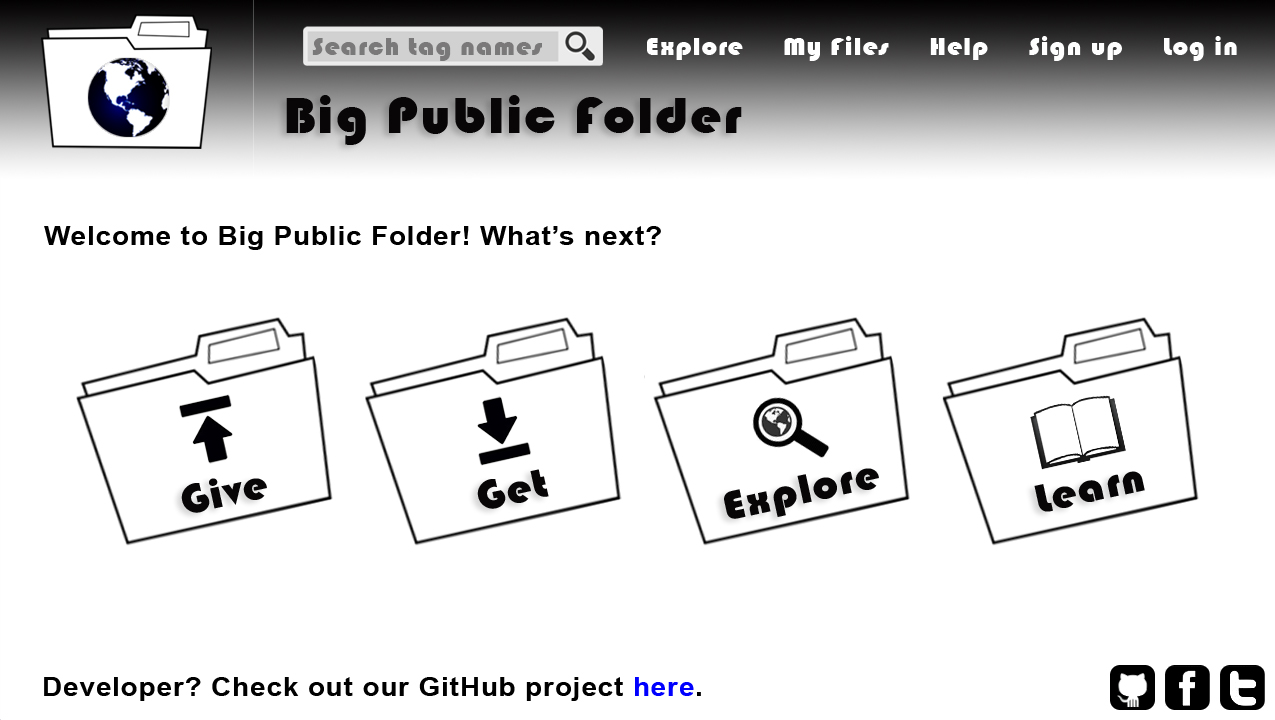 Search tag names
Explore
My Files
Help
Sign up
Log in
Big Public Folder
Welcome to Big Public Folder! What’s next?
Give
Get
Explore
Learn
Developer? Check out our GitHub project here.